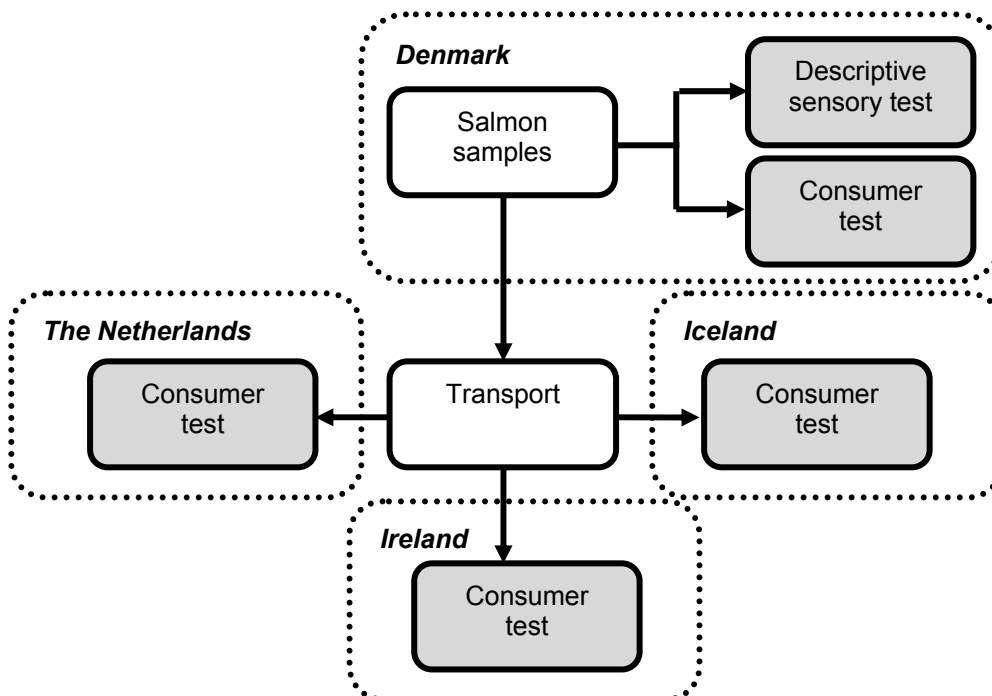 Denmark
Salmon
samples
Descriptive
sensory test
Consumer
test
The Netherlands
Consumer
test
Transport
Iceland
Consumer
test
Ireland
Consumer
test